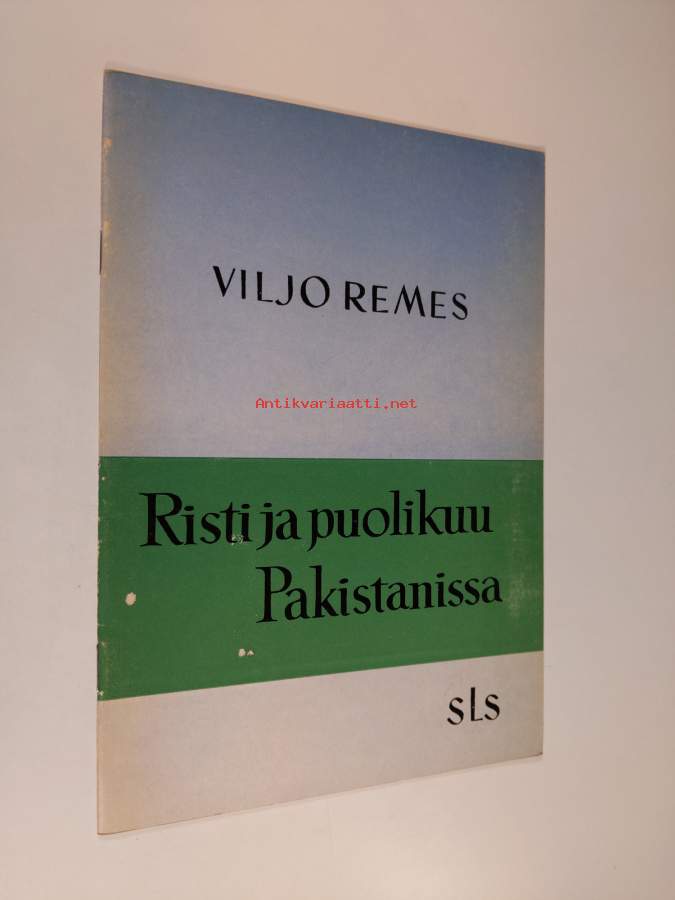 VILJO REMES
Antikvariaatti.net
Risti ja puolikuu
Pakistanissa
sls